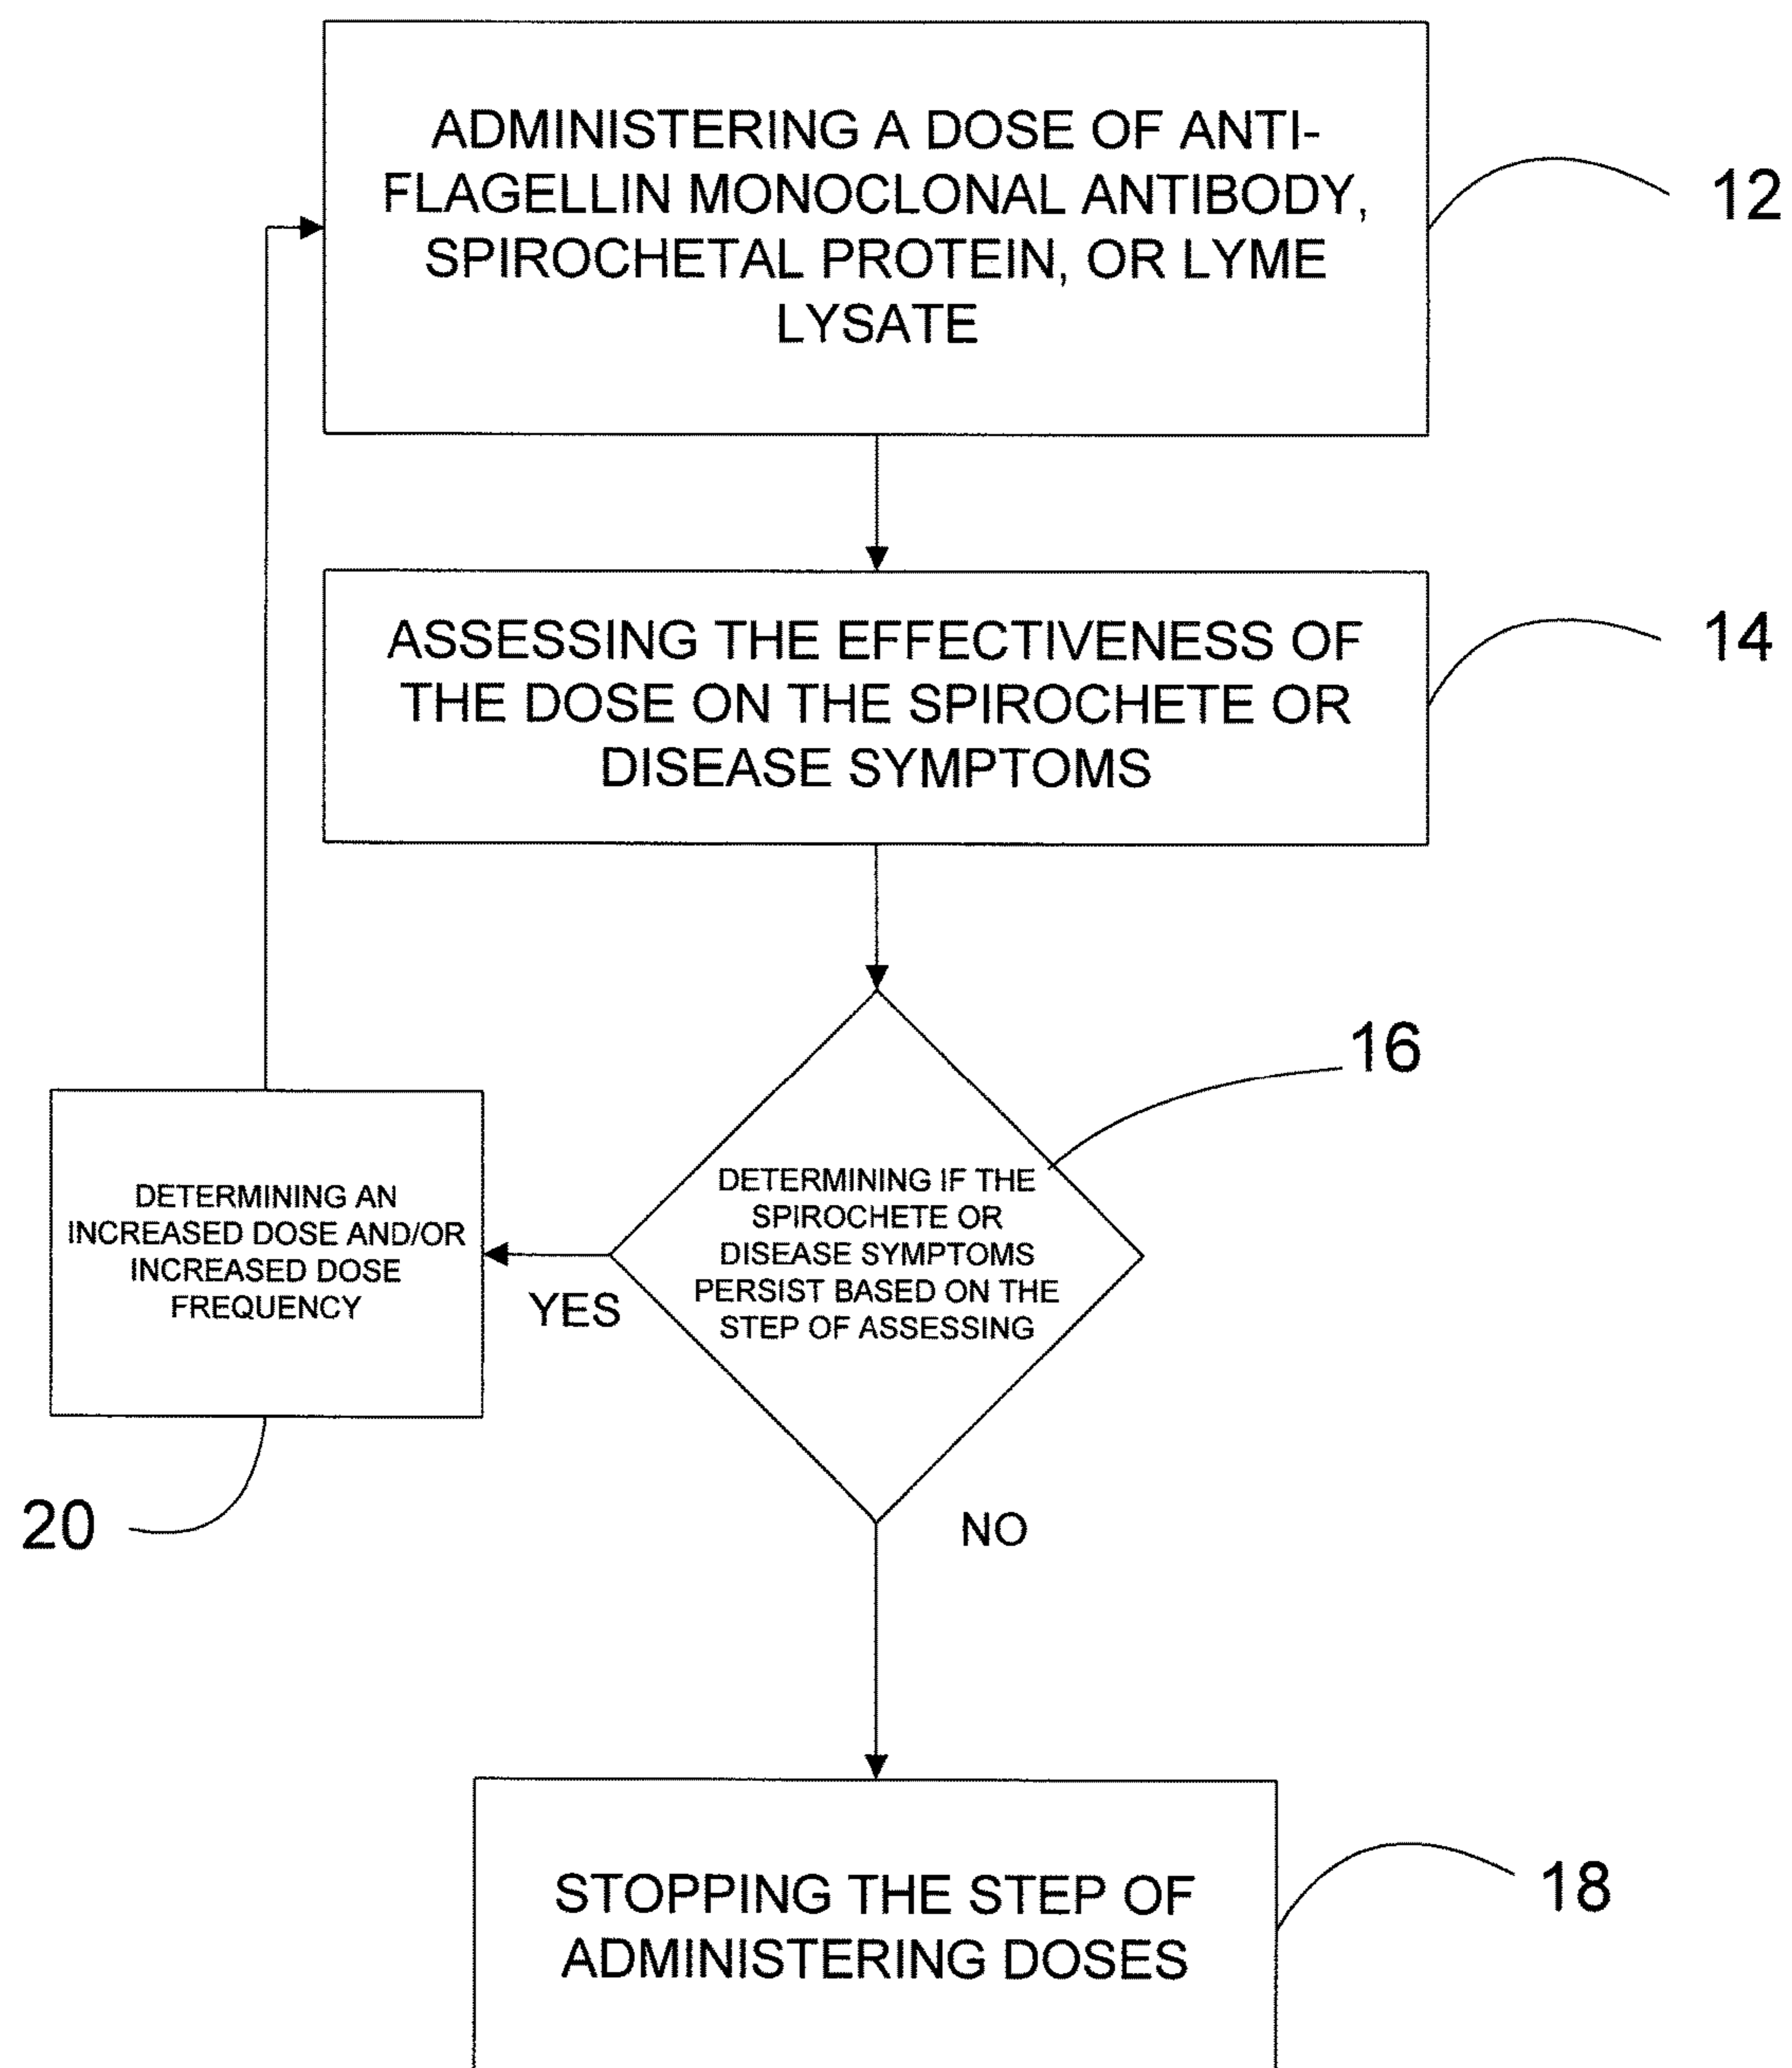 ADMINISTERING A DOSE OF ANTI-
FLAGELLIN MONOCLONAL ANTIBODY,
SPIROCHETAL PROTEIN, OR LYME
LYSATE
12
ASSESSING THE EFFECTIVENESS OF
THE DOSE ON THE SPIROCHETE OR
DISEASE SYMPTOMS
14
16
DETERMINING IF THE
SPIROCHETE OR
DISEASE SYMPTOMS
PERSIST BASED ON THE
STEP OF ASSESSING
YES
DETERMINING AN
INCREASED DOSE AND/OR
INCREASED DOSE
FREQUENCY
20
NO
STOPPING THE STEP OF
ADMINISTERING DOSES
18